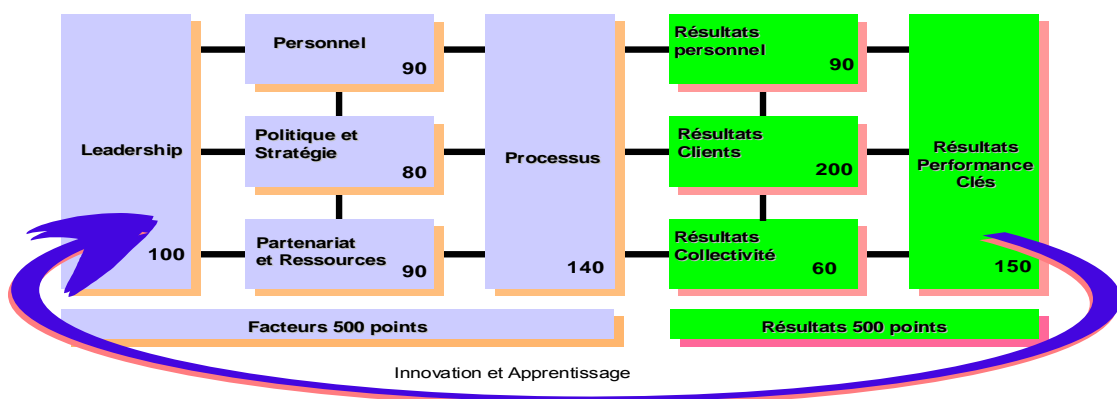 Leadership
100
Personnel
90
Politique et
Stratégie
80
Partenariat
et Ressources
90
Processus
140
Résultats
personnel
90
Résultats
Clients
200
Résultats
Collectivité
60
Résultats
Performance
Clés
150
Facteurs 500 points
Résultats 500 points
Innovation et Apprentissage